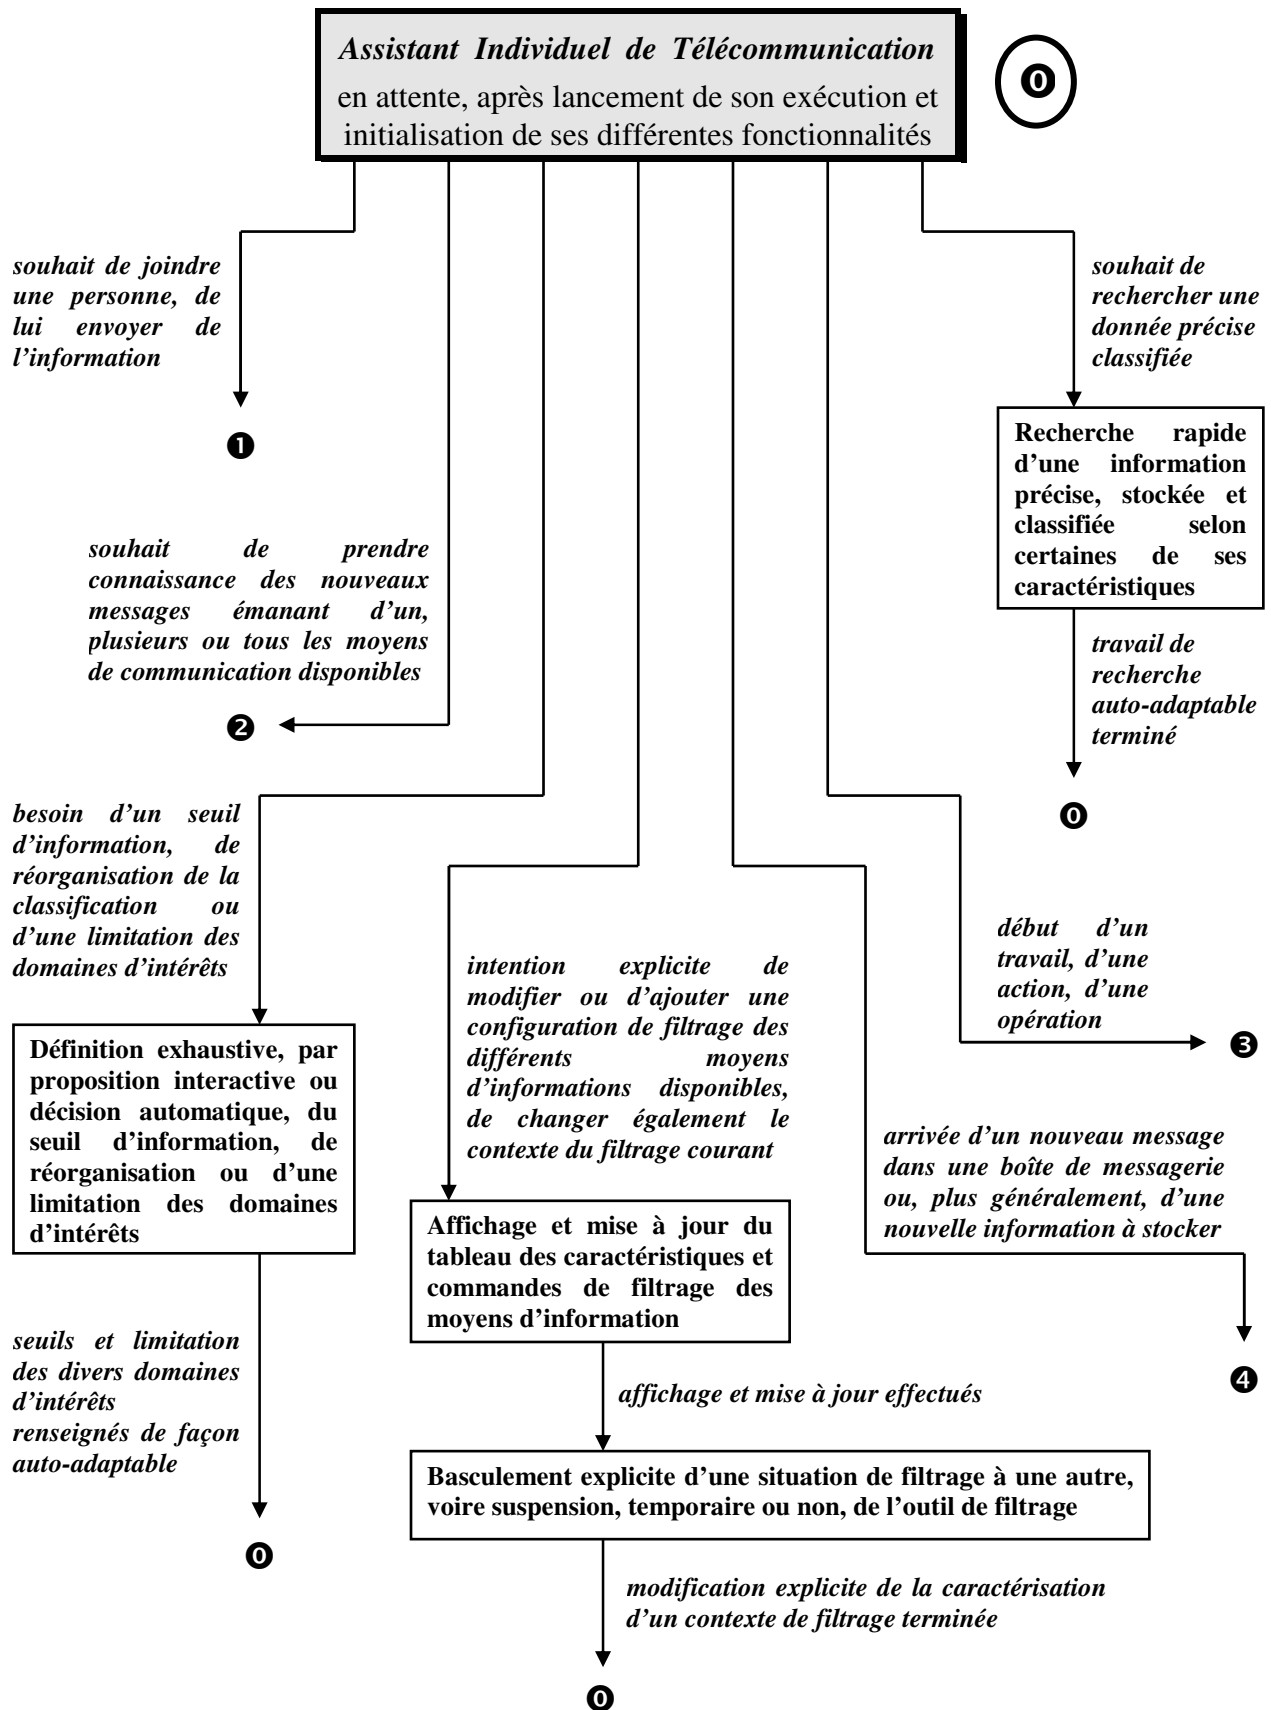 Assistant Individuel de Télécommunication
en attente, après lancement de son exécution et
initialisation de ses différentes fonctionnalités
⓿
souhait de joindre
une personne, de
lui envoyer de
l’information
❶
souhait de
rechercher une
donnée précise
classifiée
Recherche rapide
d’une information
précise, stockée et
classifiée selon
certaines de ses
caractéristiques
souhait de prendre
connaissance des nouveaux
messages émanant d’un,
plusieurs ou tous les moyens
de communication disponibles
❷
travail de
recherche
auto-adaptable
terminé
⓿
besoin d’un seuil
d’information, de
réorganisation de la
classification ou
d’une limitation des
domaines d’intérêts
Définition exhaustive, par
proposition interactive ou
décision automatique, du
seuil d’information, de
réorganisation ou d’une
limitation des domaines
d’intérêts
seuils et limitation
des divers domaines
d’intérêts
renseignés de façon
auto-adaptable
⓿
intention explicite de
modifier ou d’ajouter une
configuration de filtrage des
différents moyens
d’informations disponibles,
de changer également le
contexte du filtrage courant
Affichage et mise à jour du
tableau des caractéristiques et
commandes de filtrage des
moyens d’information
affichage et mise à jour effectués
Basculement explicite d’une situation de filtrage à une autre,
voire suspension, temporaire ou non, de l’outil de filtrage
modification explicite de la caractérisation
d’un contexte de filtrage terminée
⓿
début d’un
travail, d’une
action, d’une
opération
❸
arrivée d’un nouveau message
dans une boîte de messagerie
ou, plus généralement, d’une
nouvelle information à stocker
❹